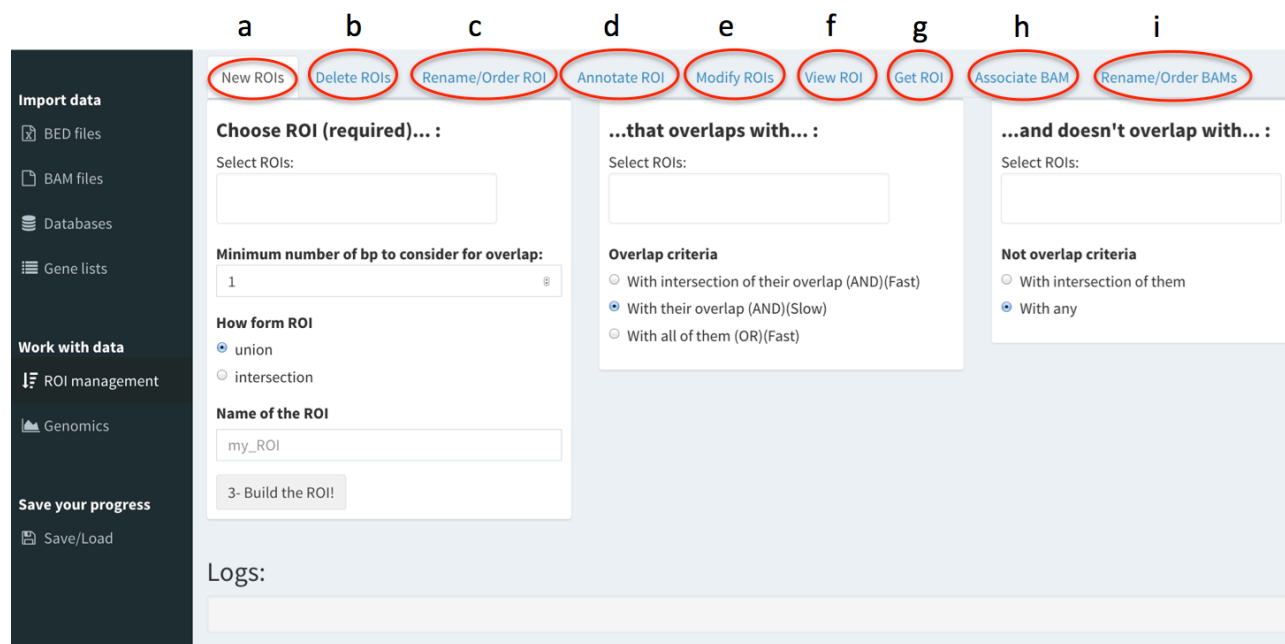 a b c d e f g h i
New ROIs Delete ROIs Rename/Order ROI Annotate ROI Modify ROIs View ROI Get ROI Associate BAM Rename/Order BAMs
Import data
BED files
BAM files
Databases
Gene lists
Work with data
ROI management
Genomics
Save your progress
Save/Load
Choose ROI (required)... :
Select ROIs:
Minimum number of bp to consider for overlap:
1
How form ROI
union
intersection
Name of the ROI
my_ROI
3- Build the ROI!
...that overlaps with... :
Select ROIs:
Overlap criteria
With intersection of their overlap (AND)(Fast)
With their overlap (AND)(Slow)
With all of them (OR)(Fast)
...and doesn't overlap with... :
Select ROIs:
Not overlap criteria
With intersection of them
With any
Logs: